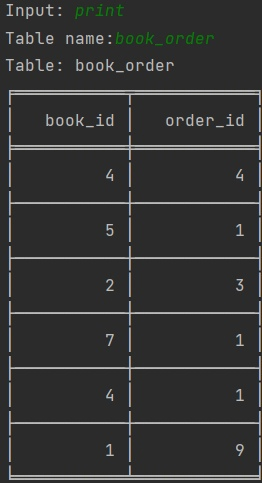 Input: print
Table name:book_order
Table: book_order
book_id order_id
4 4
5 1
2 3
7 1
4 1
1 9